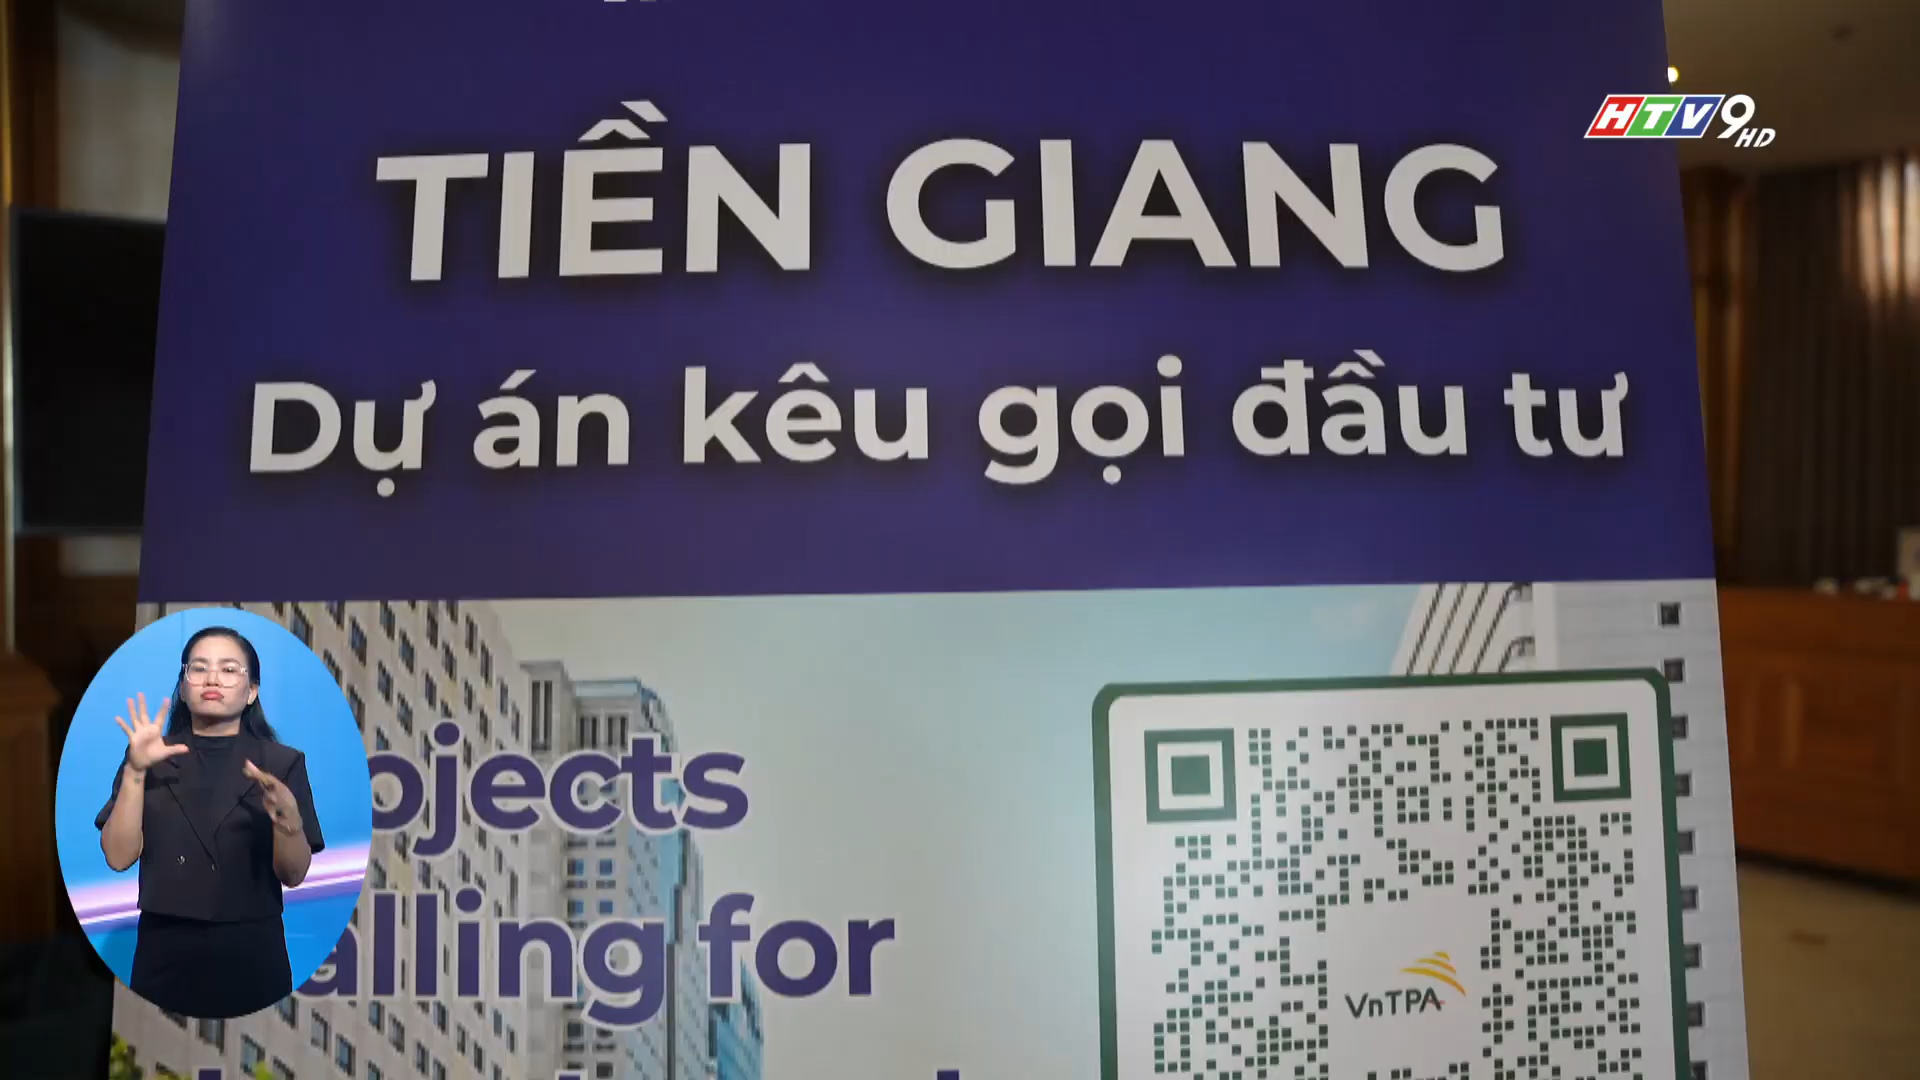 HTV9 HD
TIỀN GIANG
Dự án kêu gọi đầu tư
ojects
alling for
VnTPA